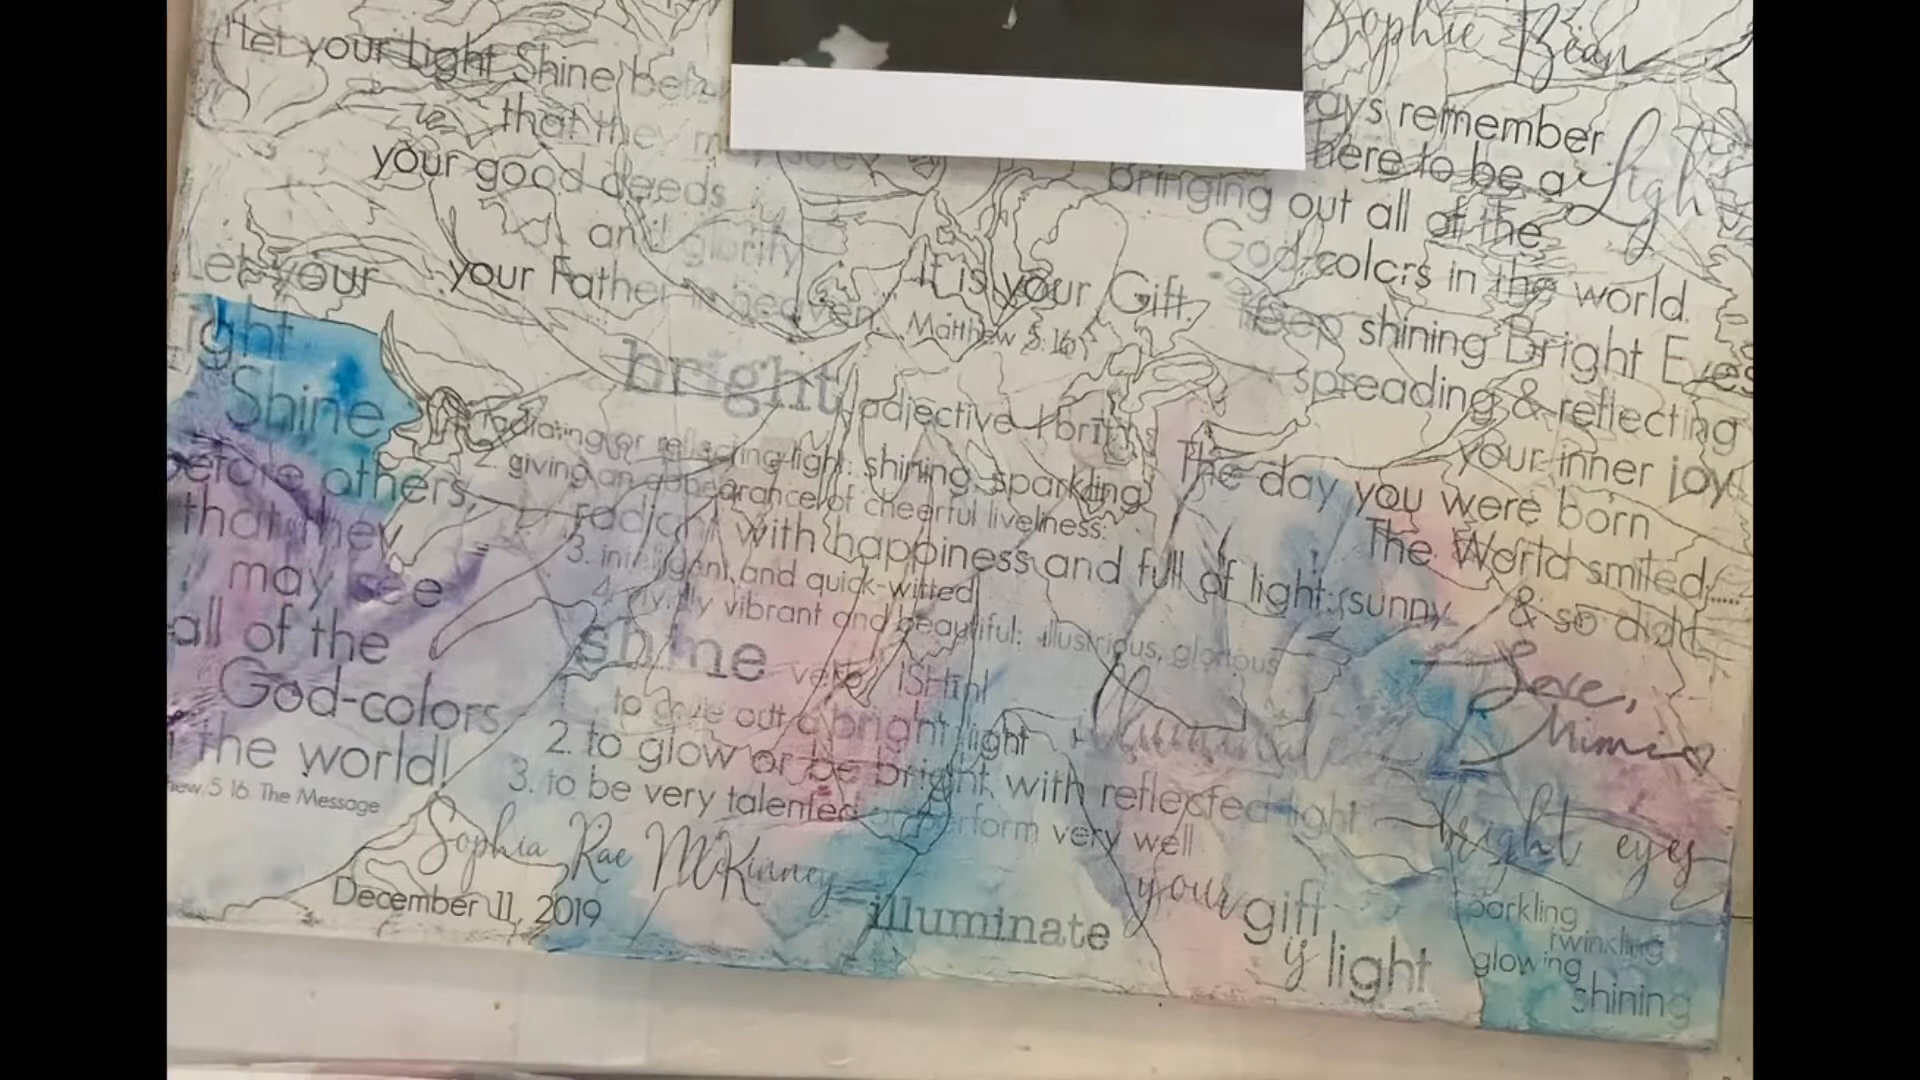 "Let your Light Shine
that they may see
your good deeds
and glorify
your Father in heaven
Matthew 5:16
It is your Gift.
Sophie Bean
remember
here to be a Light
bringing out all of the
God-colors in the world.
Keep shining Bright Eyes
spreading & reflecting
your inner joy
The day you were born
The World smiled,....
& so did I
Love,
Mimi
Let your
Light
Shine
before others,
that they
may see
all of the
God-colors
in the world!
5:16 The Message
bright adjective \ brīt
radiating or reflecting light: shining, sparkling
2. giving an appearance of cheerful liveliness:
radiant with happiness and full of light: sunny
3. intelligent and quick-witted
4. vividly vibrant and beautiful: illustrious, glorious
shine verb
1. to give out a bright light
2. to glow or be bright with reflected light
3. to be very talented or perform very well
light
bright eyes
Sophia Rae McKinney
December 11, 2019
illuminate
your gift
light
sparkling
twinkling
glowing
shining